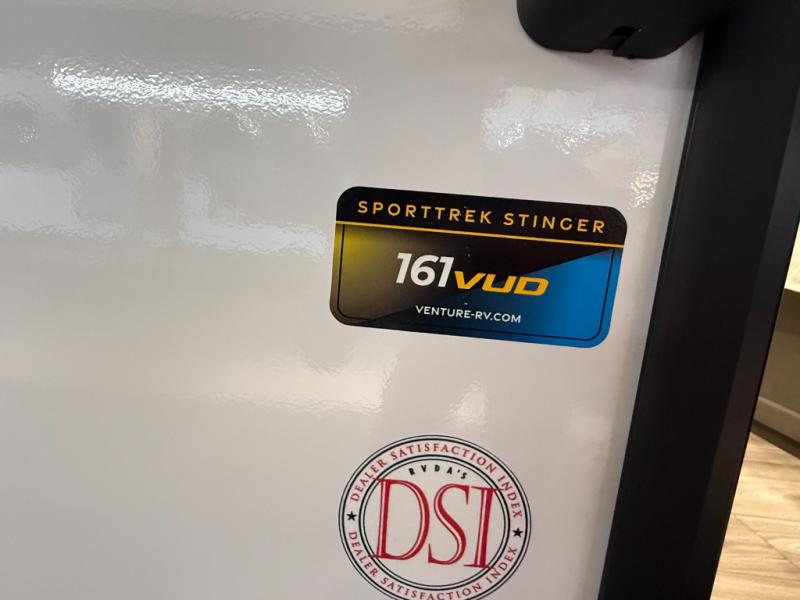 SPORTTREK STINGER
161VUD
VENTURE-RV.COM
DEALER SATISFACTION INDEX
RVDA'S
DSI
DEALER SATISFACTION INDEX